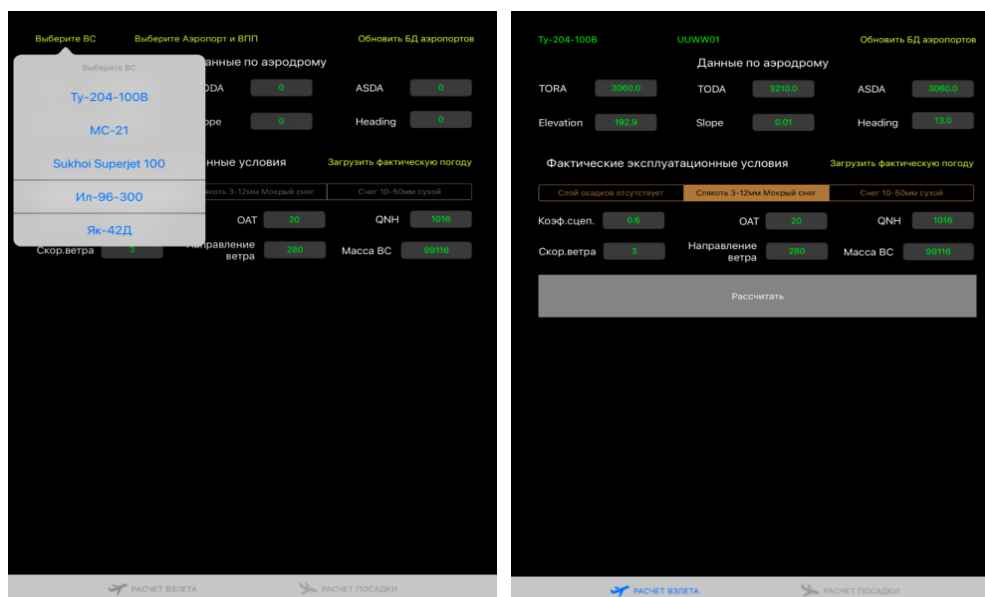 Выберите ВС Выберите Аэропорт и ВПП Обновить БД аэропортов
Выберите ВС
анные по аэродрому
Ту-204-100В
ODA 0 ASDA 0
МС-21
ope 0 Heading 0
Sukhoi Superjet 100
нные условия Загрузить фактическую погоду
Ил-96-300
якоть 3-12мм Мокрый снег Снег 10-50мм сухой
Як-42Д
OAT 20 QNH 1016
Скор.ветра 3 Направление ветра 280 Масса ВС 99116
РАСЧЕТ ВЗЛЕТА РАСЧЕТ ПОСАДКИ
Ту-204-100В UUWW01 Обновить БД аэропортов
Данные по аэродрому
TORA 3060.0 TODA 3210.0 ASDA 3060.0
Elevation 192.9 Slope 0.01 Heading 13.0
Фактические эксплуатационные условия Загрузить фактическую погоду
Слой осадков отсутствует Слякоть 3-12мм Мокрый снег Снег 10-50мм сухой
Коэф.сцеп. 0.6 OAT 20 QNH 1016
Скор.ветра 3 Направление ветра 280 Масса ВС 99116
Рассчитать
РАСЧЕТ ВЗЛЕТА РАСЧЕТ ПОСАДКИ